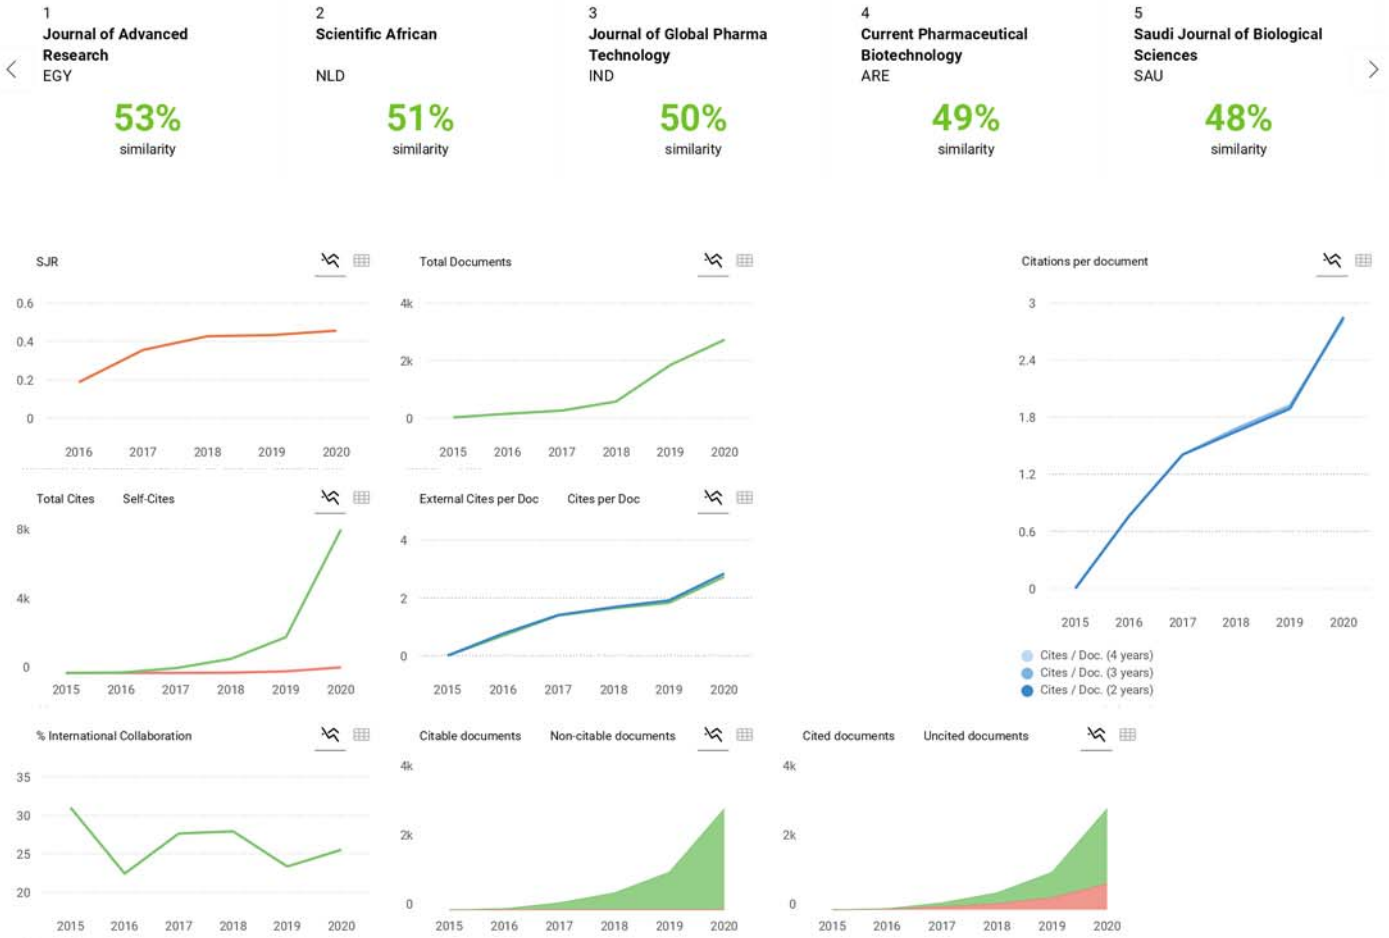 1
Journal of Advanced
Research
EGY
53%
similarity
2
Scientific African
NLD
51%
similarity
3
Journal of Global Pharma
Technology
IND
50%
similarity
4
Current Pharmaceutical
Biotechnology
ARE
49%
similarity
5
Saudi Journal of Biological
Sciences
SAU
48%
similarity
SJR
0.6
0.4
0.2
0
2016 2017 2018 2019 2020
Total Documents
4k
2k
0
2015 2016 2017 2018 2019 2020
Citations per document
3
2.4
1.8
1.2
0.6
0
2015 2016 2017 2018 2019 2020
Cites / Doc. (4 years)
Cites / Doc. (3 years)
Cites / Doc. (2 years)
Total Cites Self-Cites
8k
4k
0
2015 2016 2017 2018 2019 2020
External Cites per Doc Cites per Doc
4
2
0
2015 2016 2017 2018 2019 2020
% International Collaboration
35
30
25
20
2015 2016 2017 2018 2019 2020
Citable documents Non-citable documents
4k
2k
0
2015 2016 2017 2018 2019 2020
Cited documents Uncited documents
4k
2k
0
2015 2016 2017 2018 2019 2020